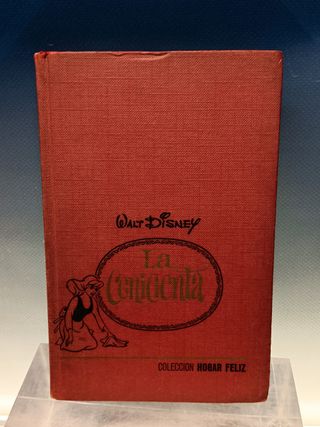 WALT DISNEY
La
Cenicienta
COLECCION HOGAR FELIZ